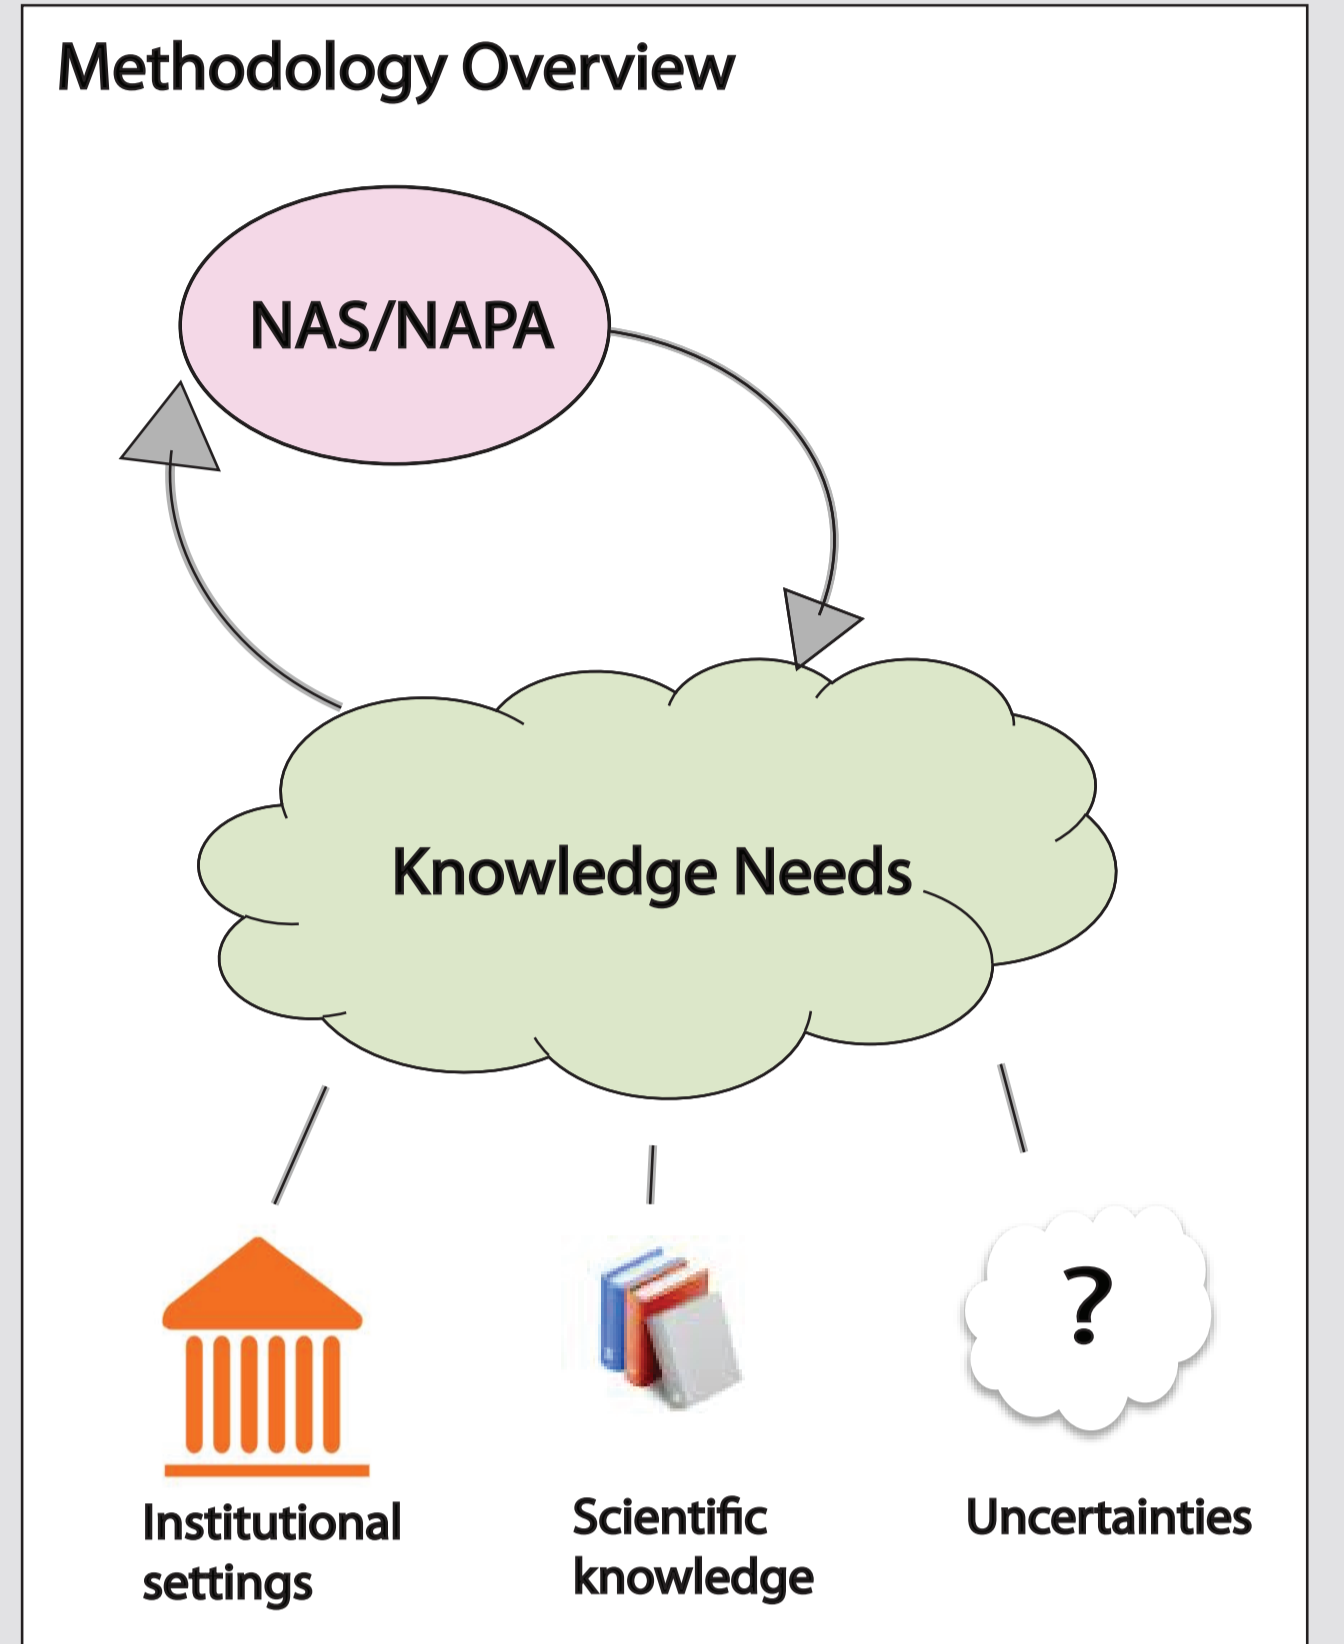 Methodology Overview
NAS/NAPA
Knowledge Needs
?
Institutional
settings
Scientific
knowledge
Uncertainties